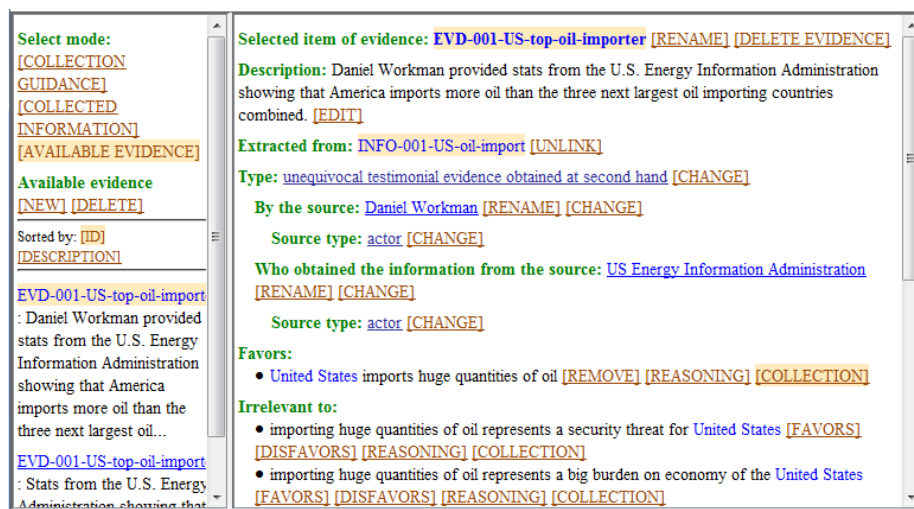 Select mode:
[COLLECTION
GUIDANCE]
[COLLECTED
INFORMATION]
[AVAILABLE EVIDENCE]
Available evidence
[NEW] [DELETE]
Sorted by: [ID]
[DESCRIPTION]
EVD-001-US-top-oil-import
: Daniel Workman provided
stats from the U.S. Energy
Information Administration
showing that America
imports more oil than the
three next largest oil...
EVD-001-US-top-oil-import
: Stats from the U.S. Energy
Administration showing that
Selected item of evidence: EVD-001-US-top-oil-importer [RENAME] [DELETE EVIDENCE]
Description: Daniel Workman provided stats from the U.S. Energy Information Administration
showing that America imports more oil than the three next largest oil importing countries
combined. [EDIT]
Extracted from: INFO-001-US-oil-import [UNLINK]
Type: unequivocal testimonial evidence obtained at second hand [CHANGE]
By the source: Daniel Workman [RENAME] [CHANGE]
Source type: actor [CHANGE]
Who obtained the information from the source: US Energy Information Administration
[RENAME] [CHANGE]
Source type: actor [CHANGE]
Favors:
• United States imports huge quantities of oil [REMOVE] [REASONING] [COLLECTION]
Irrelevant to:
• importing huge quantities of oil represents a security threat for United States [FAVORS]
[DISFAVORS] [REASONING] [COLLECTION]
• importing huge quantities of oil represents a big burden on economy of the United States
[FAVORS] [DISFAVORS] [REASONING] [COLLECTION]